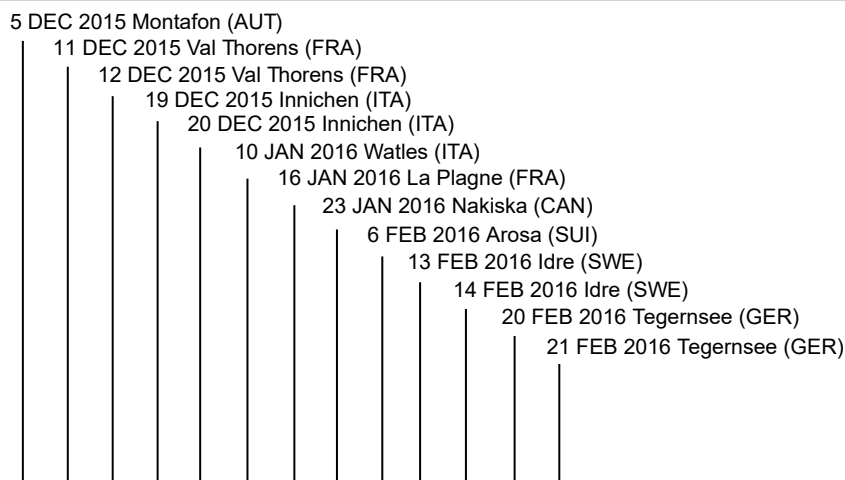 5 DEC 2015 Montafon (AUT)
11 DEC 2015 Val Thorens (FRA)
12 DEC 2015 Val Thorens (FRA)
19 DEC 2015 Innichen (ITA)
20 DEC 2015 Innichen (ITA)
10 JAN 2016 Watles (ITA)
16 JAN 2016 La Plagne (FRA)
23 JAN 2016 Nakiska (CAN)
6 FEB 2016 Arosa (SUI)
13 FEB 2016 Idre (SWE)
14 FEB 2016 Idre (SWE)
20 FEB 2016 Tegernsee (GER)
21 FEB 2016 Tegernsee (GER)